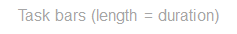 Task bars (length = duration)